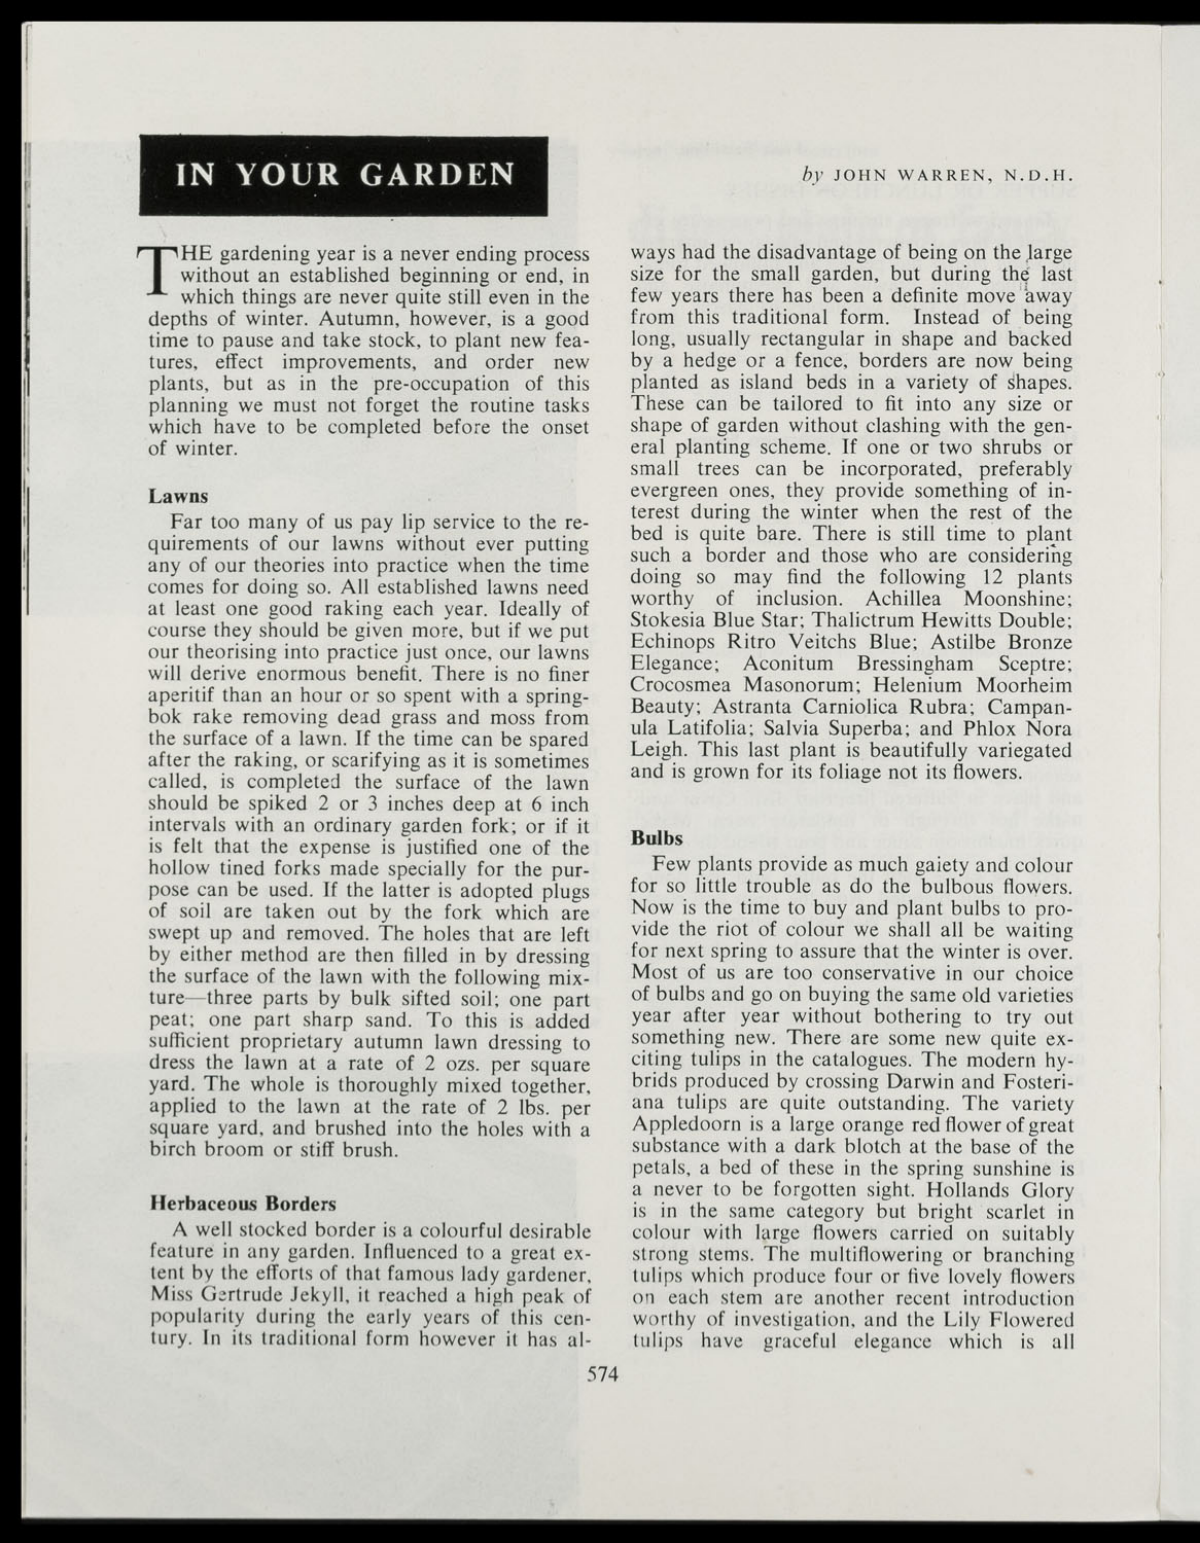 IN YOUR GARDEN
by JOHN WARREN, N.D.H.
THE gardening year is a never ending process
without an established beginning or end, in
which things are never quite still even in the
depths of winter. Autumn, however, is a good
time to pause and take stock, to plant new fea-
tures, effect improvements, and order new
plants, but as in the pre-occupation of this
planning we must not forget the routine tasks
which have to be completed before the onset
of winter.
Lawns
Far too many of us pay lip service to the re-
quirements of our lawns without ever putting
any of our theories into practice when the time
comes for doing so. All established lawns need
at least one good raking each year. Ideally of
course they should be given more, but if we put
our theorising into practice just once, our lawns
will derive enormous benefit. There is no finer
aperitif than an hour or so spent with a spring-
bok rake removing dead grass and moss from
the surface of a lawn. If the time can be spared
after the raking, or scarifying as it is sometimes
called, is completed the surface of the lawn
should be spiked 2 or 3 inches deep at 6 inch
intervals with an ordinary garden fork; or if it
is felt that the expense is justified one of the
hollow tined forks made specially for the pur-
pose can be used. If the latter is adopted plugs
of soil are taken out by the fork which are
swept up and removed. The holes that are left
by either method are then filled in by dressing
the surface of the lawn with the following mix-
ture—three parts by bulk sifted soil; one part
peat; one part sharp sand. To this is added
sufficient proprietary autumn lawn dressing to
dress the lawn at a rate of 2 ozs. per square
yard. The whole is thoroughly mixed together,
applied to the lawn at the rate of 2 lbs. per
square yard, and brushed into the holes with a
birch broom or stiff brush.
Herbaceous Borders
A well stocked border is a colourful desirable
feature in any garden. Influenced to a great ex-
tent by the efforts of that famous lady gardener,
Miss Gertrude Jekyll, it reached a high peak of
popularity during the early years of this cen-
tury. In its traditional form however it has al-
ways had the disadvantage of being on the large
size for the small garden, but during the last
few years there has been a definite move away
from this traditional form. Instead of being
long, usually rectangular in shape and backed
by a hedge or a fence, borders are now being
planted as island beds in a variety of shapes.
These can be tailored to fit into any size or
shape of garden without clashing with the gen-
eral planting scheme. If one or two shrubs or
small trees can be incorporated, preferably
evergreen ones, they provide something of in-
terest during the winter when the rest of the
bed is quite bare. There is still time to plant
such a border and those who are considering
doing so may find the following 12 plants
worthy of inclusion. Achillea Moonshine;
Stokesia Blue Star; Thalictrum Hewitts Double;
Echinops Ritro Veitchs Blue; Astilbe Bronze
Elegance; Aconitum Bressingham Sceptre;
Crocosmea Masonorum; Helenium Moorheim
Beauty; Astranta Carniolica Rubra; Campan-
ula Latifolia; Salvia Superba; and Phlox Nora
Leigh. This last plant is beautifully variegated
and is grown for its foliage not its flowers.
Bulbs
Few plants provide as much gaiety and colour
for so little trouble as do the bulbous flowers.
Now is the time to buy and plant bulbs to pro-
vide the riot of colour we shall all be waiting
for next spring to assure that the winter is over.
Most of us are too conservative in our choice
of bulbs and go on buying the same old varieties
year after year without bothering to try out
something new. There are some new quite ex-
citing tulips in the catalogues. The modern hy-
brids produced by crossing Darwin and Fosteri-
ana tulips are quite outstanding. The variety
Appledoorn is a large orange red flower of great
substance with a dark blotch at the base of the
petals, a bed of these in the spring sunshine is
a never to be forgotten sight. Hollands Glory
is in the same category but bright scarlet in
colour with large flowers carried on suitably
strong stems. The multiflowering or branching
tulips which produce four or five lovely flowers
on each stem are another recent introduction
worthy of investigation, and the Lily Flowered
tulips have graceful elegance which is all
574